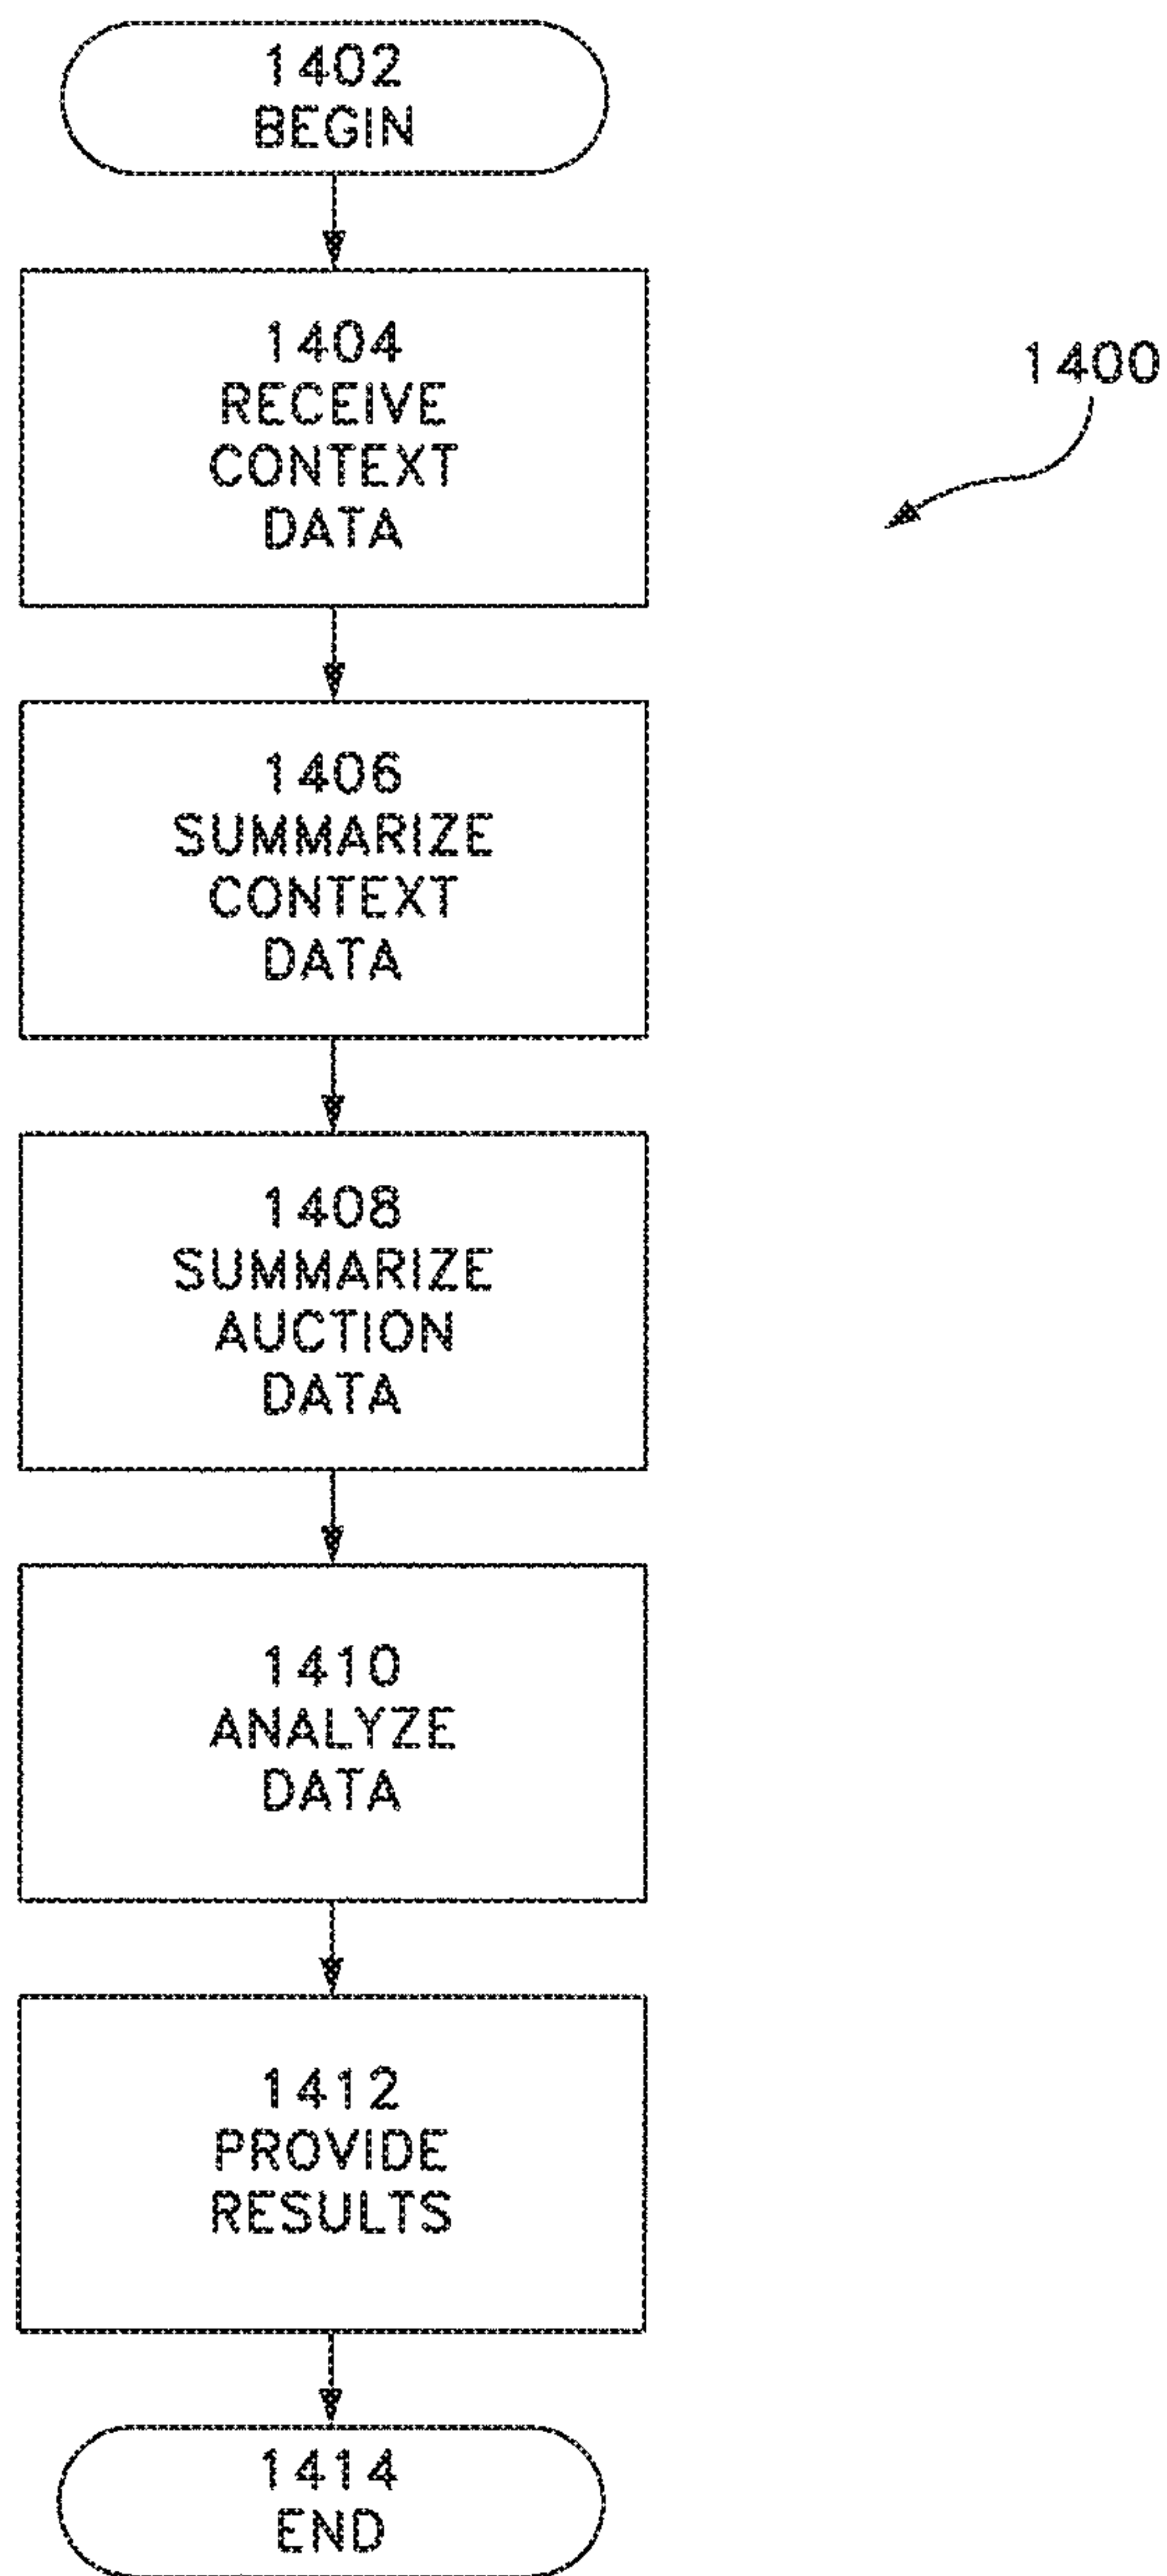 1402
BEGIN
1404
RECEIVE
CONTEXT
DATA
1400
1406
SUMMARIZE
CONTEXT
DATA
1408
SUMMARIZE
AUCTION
DATA
1410
ANALYZE
DATA
1412
PROVIDE
RESULTS
1414
END